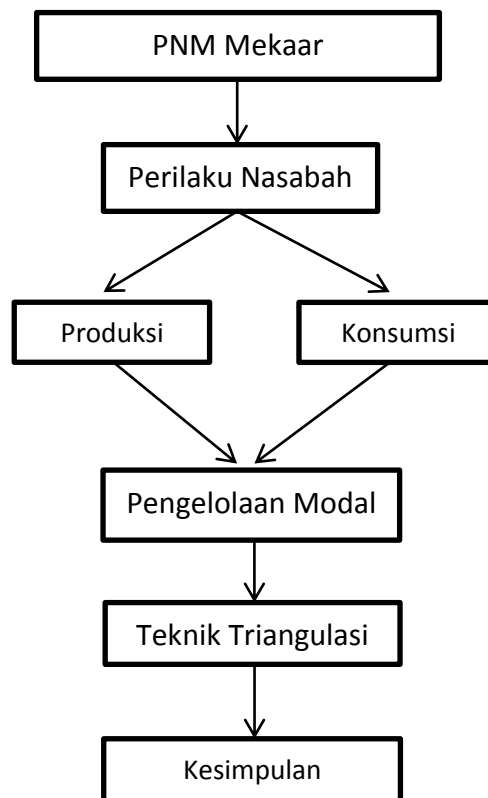 PNM Mekaar
Perilaku Nasabah
Produksi
Konsumsi
Pengelolaan Modal
Teknik Triangulasi
Kesimpulan